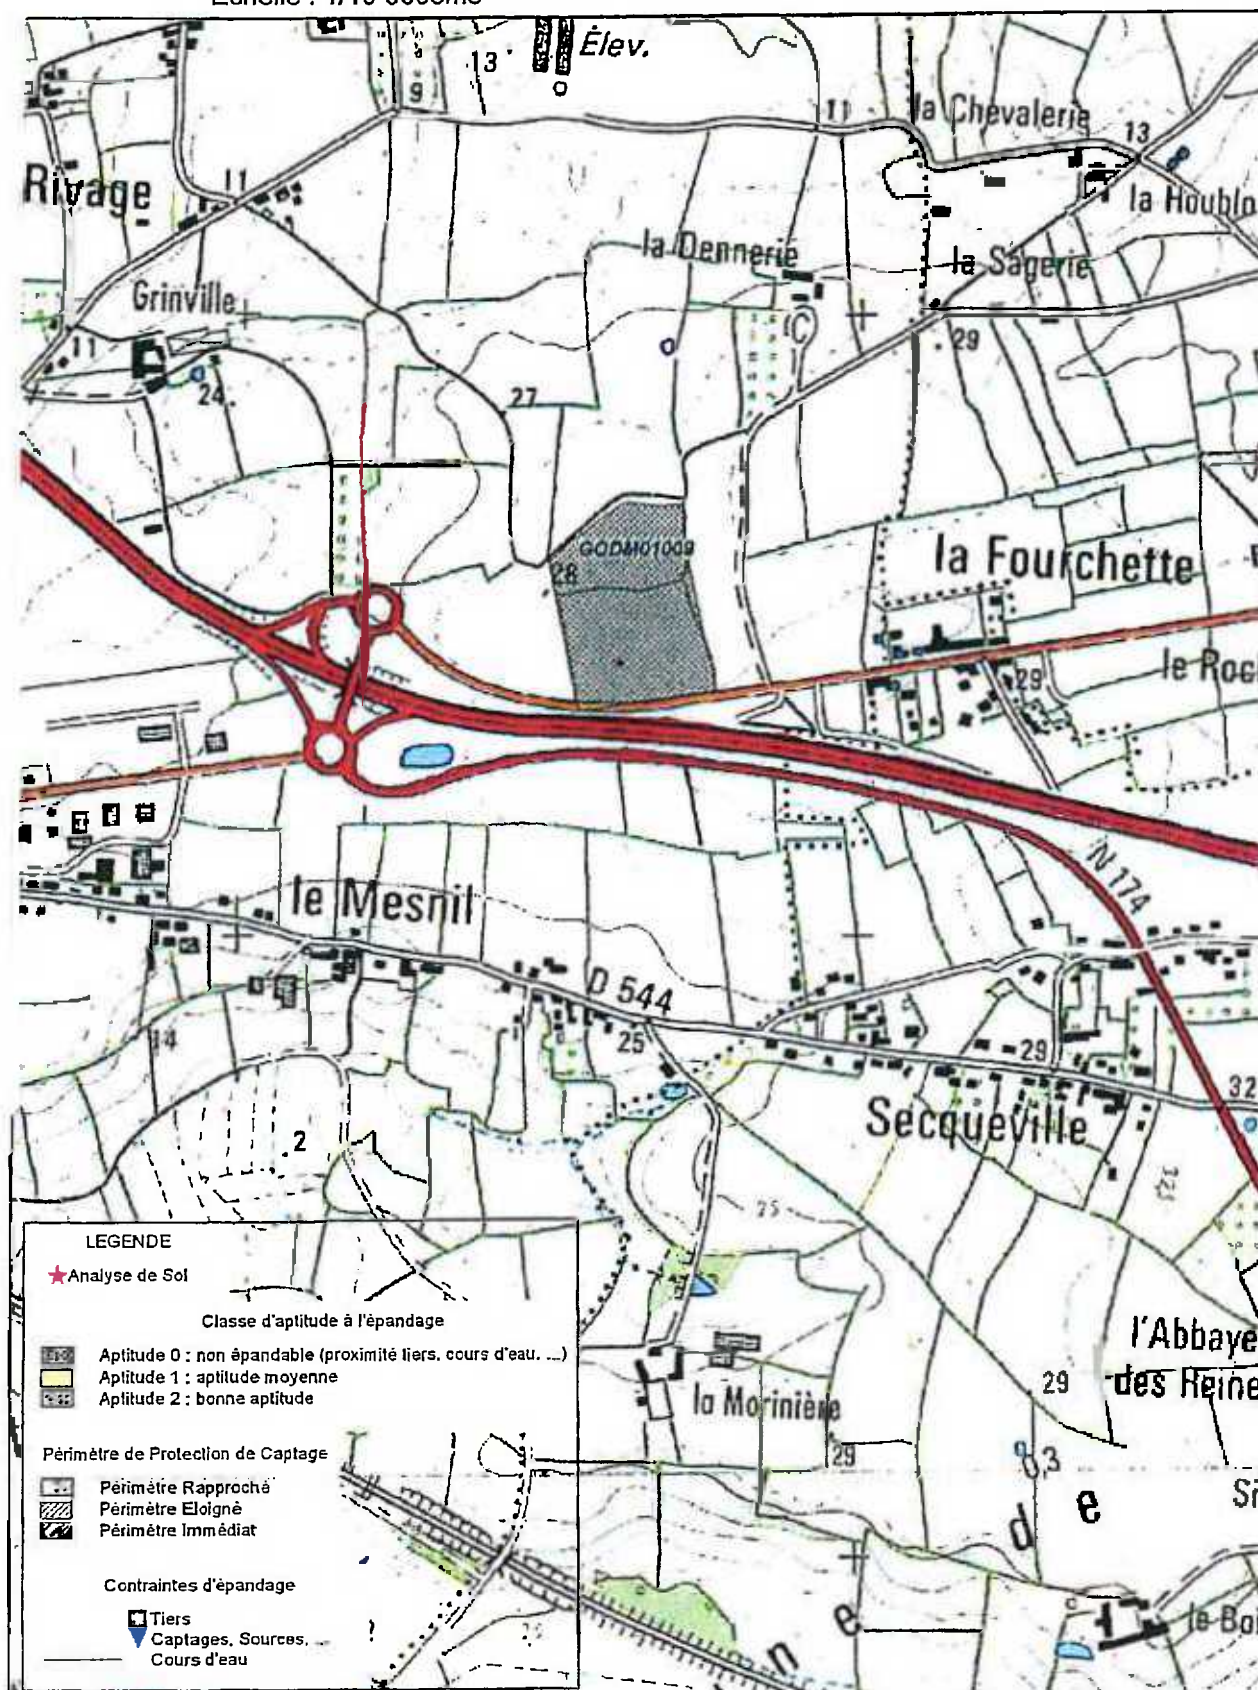 Élev.
13
9
11
la Chevalerie
13
Rivage
11
la Houblo
la Dennerie
la Sagerie
Grinville
11
29
24
27
GODM01009
28
la Fourchette
le Roc
29
N 174
le Mesnil
D 544
14
25
29
32
Secqueville
2
25
LEGENDE
Analyse de Sol
Classe d'aptitude à l'épandage
Aptitude 0 : non épandable (proximité tiers, cours d'eau, ...)
Aptitude 1 : aptitude moyenne
Aptitude 2 : bonne aptitude
Périmètre de Protection de Captage
Périmètre Rapproché
Périmètre Eloigné
Périmètre Immédiat
Contraintes d'épandage
Tiers
Captages, Sources, ...
Cours d'eau
l'Abbaye
des Reine
29
la Morinière
29
d e
n e
le Bo